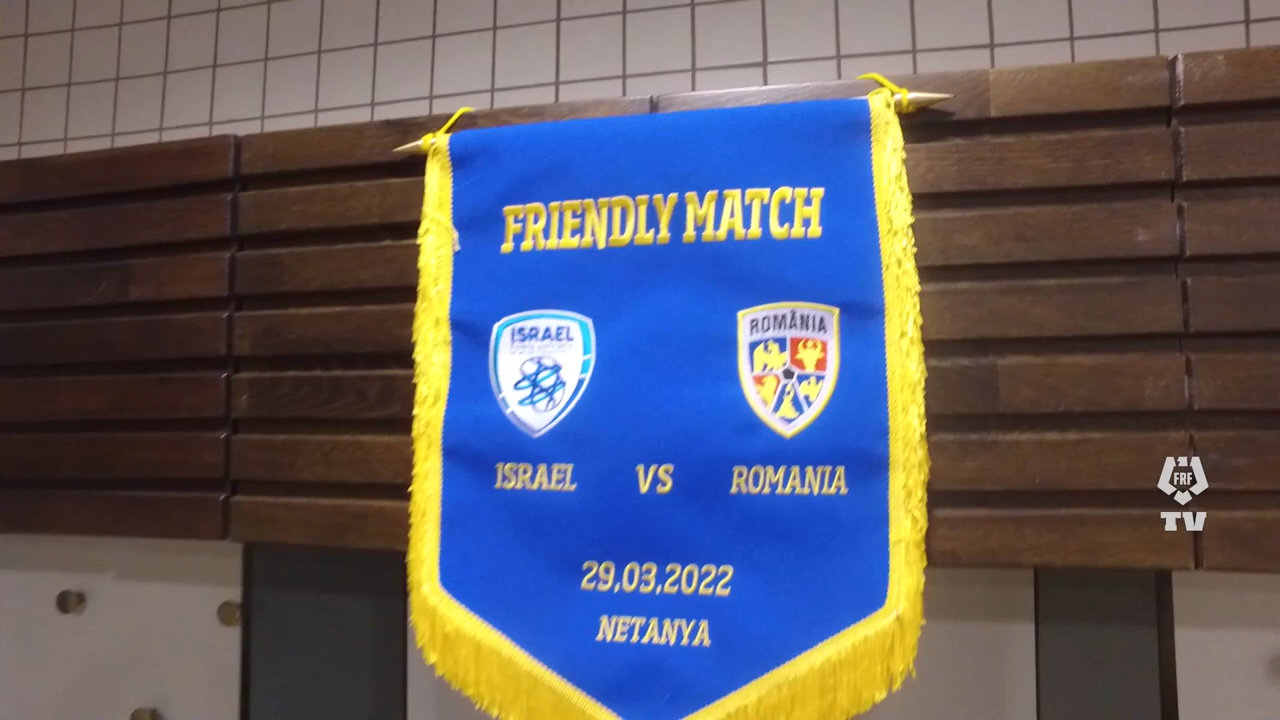 FRIENDLY MATCH
ISRAEL
ROMÂNIA
ISRAEL VS ROMANIA
29.03.2022
NETANYA
FRF
TV